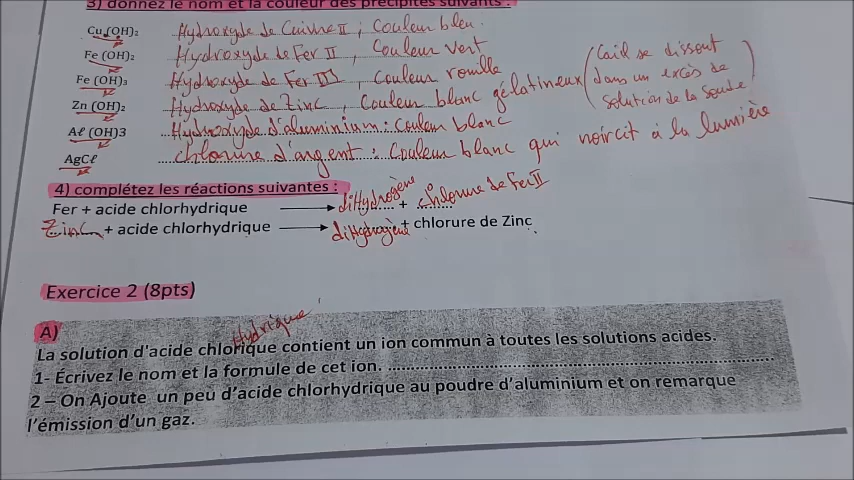 3) donnez le nom et la couleur des précipités suivants :
Cu (OH)₂ Hydroxyde de Cuivre II ; Couleur bleu.
Fe (OH)₂ Hydroxyde de Fer II , Couleur vert
Fe (OH)₃ Hydroxyde de Fer III , Couleur rouille
Zn (OH)₂ Hydroxyde de Zinc , Couleur blanc gélatineux (Caid se dissout
dans un excès de
solution de la soude)
Aℓ (OH)3 Hydroxyde d'aluminium : Couleur blanc
AgCℓ chlorure d'argent : Couleur blanc qui noircit à la lumière
4) complétez les réactions suivantes :
Fer + acide chlorhydrique → diHydrogène + chlorure de Fer II
Zinc + acide chlorhydrique → diHydrogène + chlorure de Zinc
Exercice 2 (8pts)
A)
Hydrique
La solution d'acide chlorique contient un ion commun à toutes les solutions acides.
1- Écrivez le nom et la formule de cet ion. ........
2 – On Ajoute un peu d'acide chlorhydrique au poudre d'aluminium et on remarque
l'émission d'un gaz.